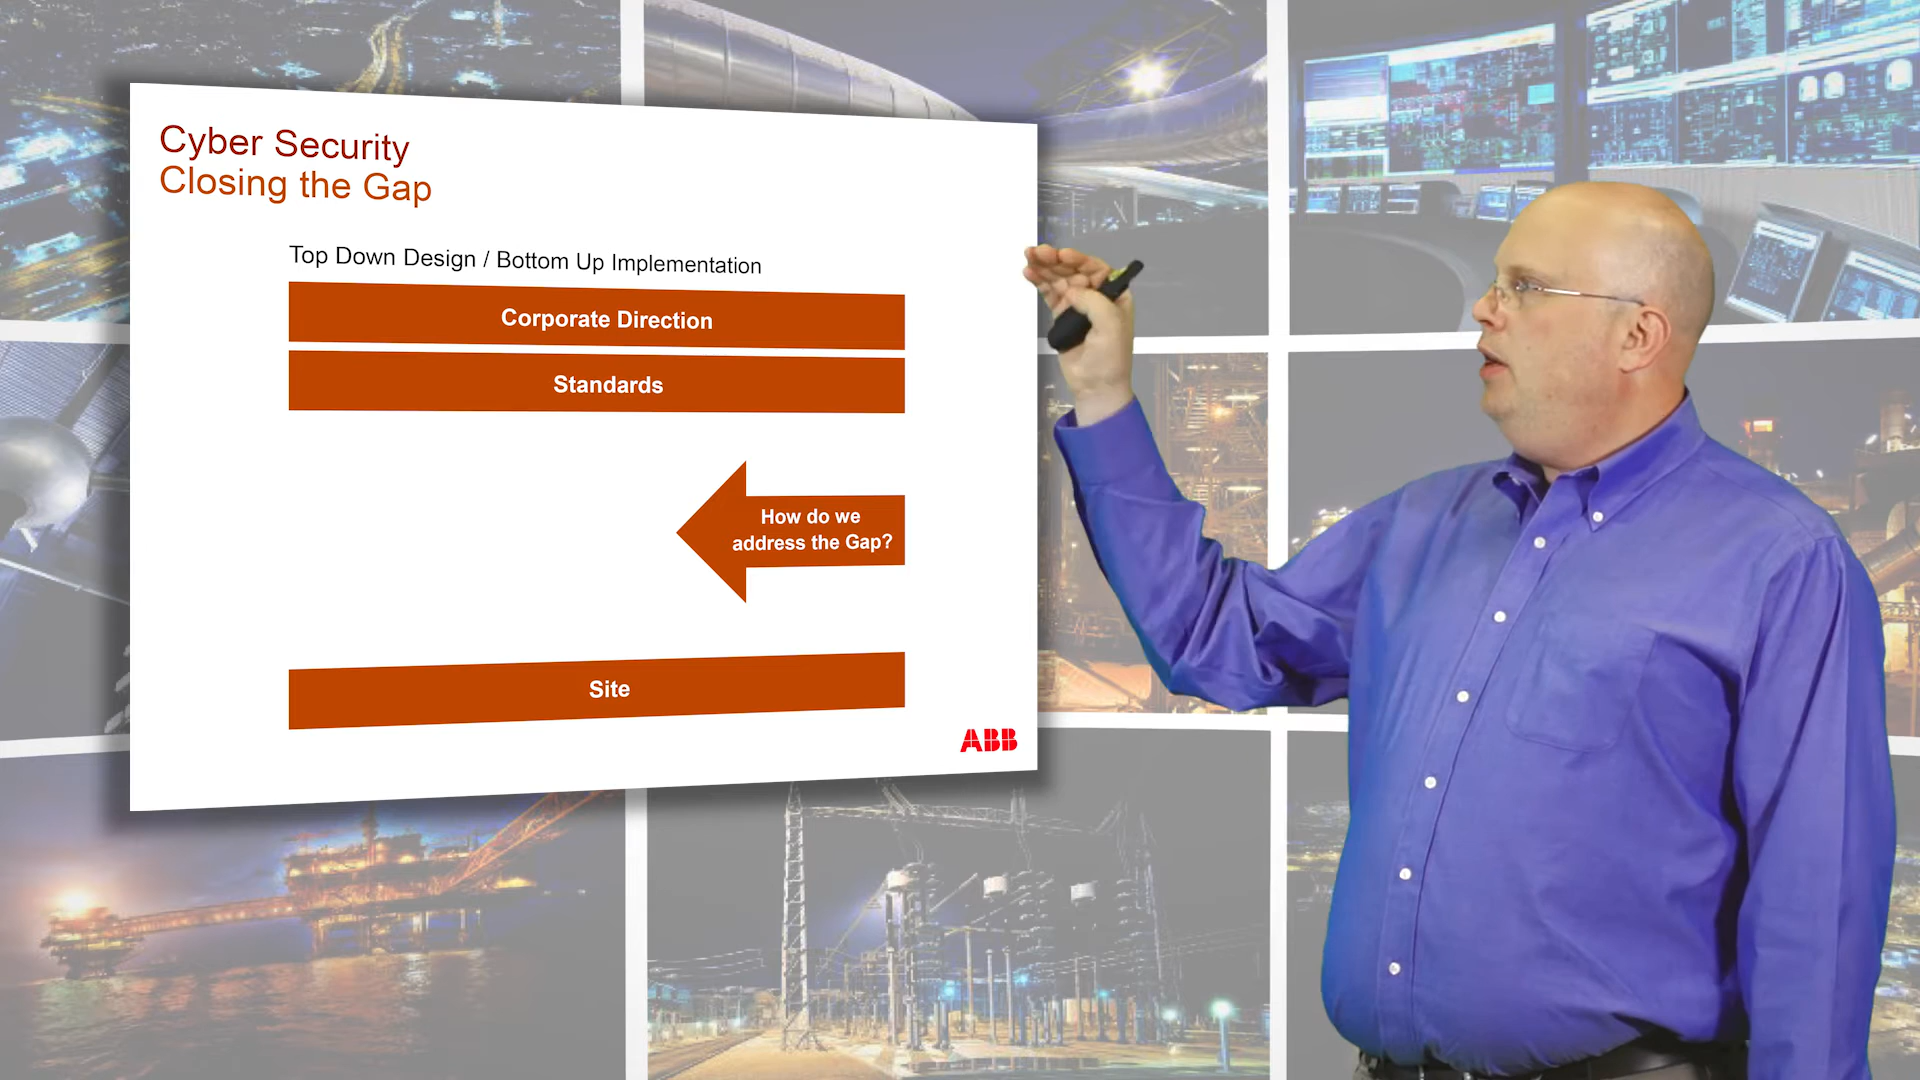 Cyber Security
Closing the Gap
Top Down Design / Bottom Up Implementation
Corporate Direction
Standards
How do we
address the Gap?
Site
ABB